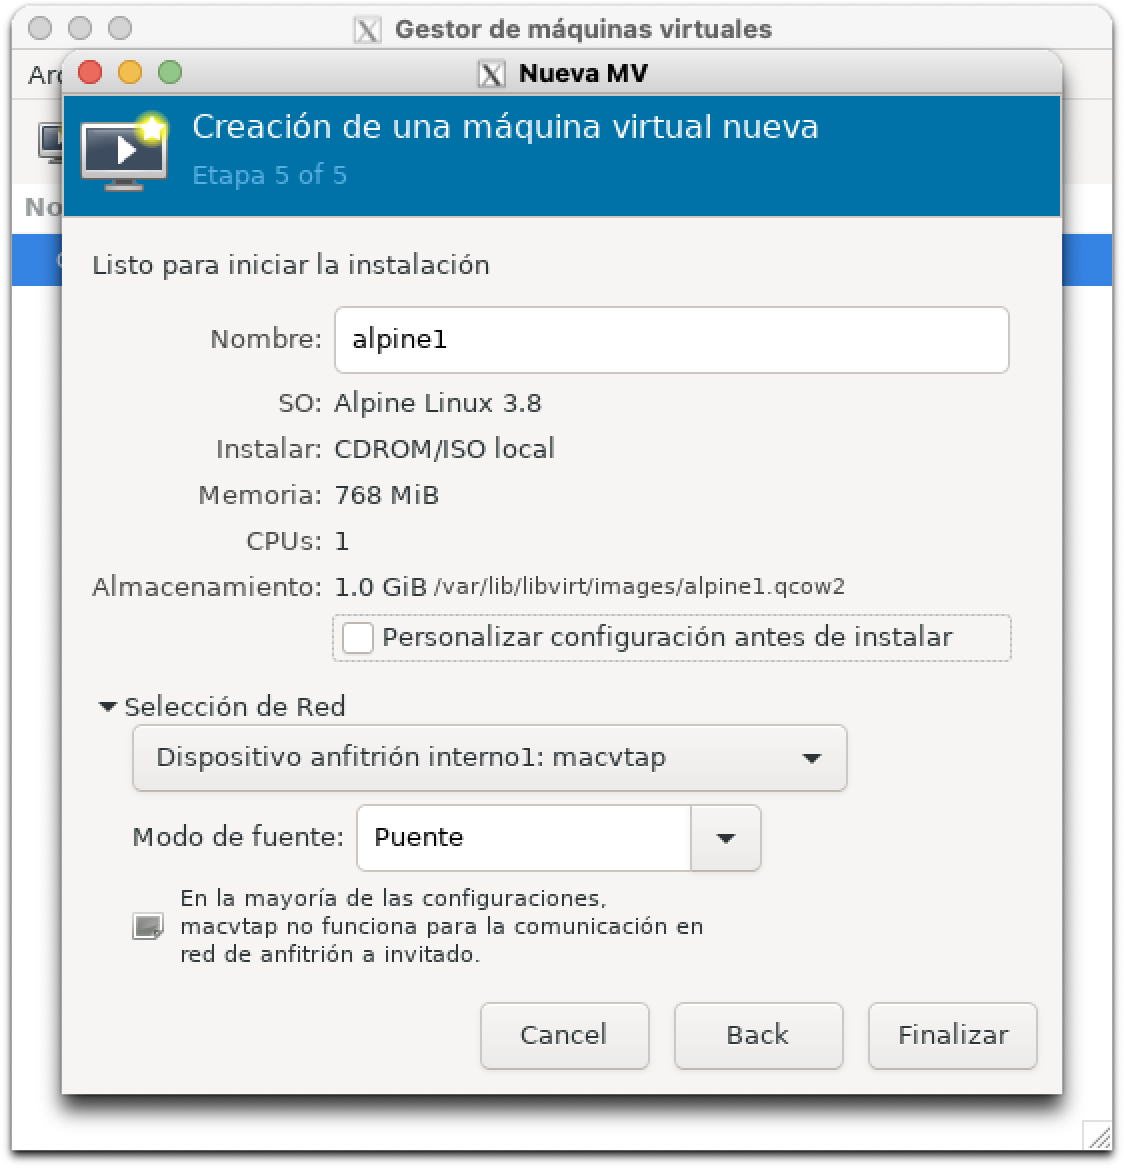 Gestor de máquinas virtuales
Nueva MV
Creación de una máquina virtual nueva
Etapa 5 of 5
Listo para iniciar la instalación
Nombre: alpine1
SO: Alpine Linux 3.8
Instalar: CDROM/ISO local
Memoria: 768 MiB
CPUs: 1
Almacenamiento: 1.0 GiB /var/lib/libvirt/images/alpine1.qcow2
Personalizar configuración antes de instalar
Selección de Red
Dispositivo anfitrión interno1: macvtap
Modo de fuente: Puente
En la mayoría de las configuraciones,
macvtap no funciona para la comunicación en
red de anfitrión a invitado.
Cancel Back Finalizar